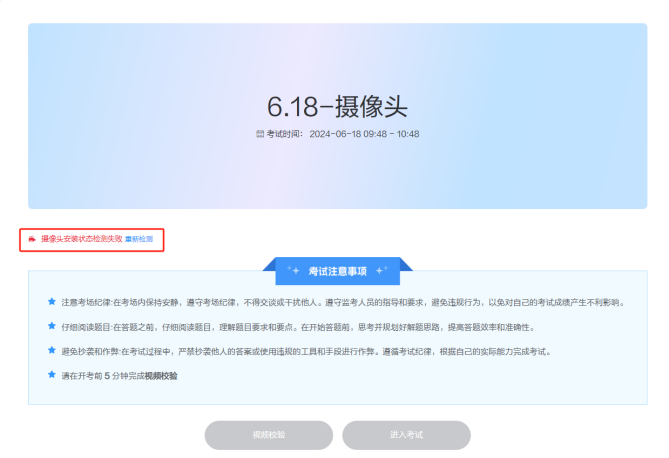 6.18-摄像头
考试时间： 2024-06-18 09:48 - 10:48
摄像头安装状态检测失败 重新检测
考试注意事项
注意考场纪律:在考场内保持安静，遵守考场纪律，不得交谈或干扰他人。遵守监考人员的指导和要求，避免违规行为，以免对自己的考试成绩产生不利影响。
仔细阅读题目:在答题之前，仔细阅读题目，理解题目要求和要点。在开始答题前，思考并规划好解题思路，提高答题效率和准确性。
避免抄袭和作弊:在考试过程中，严禁抄袭他人的答案或使用违规的工具和手段进行作弊。遵循考试纪律，根据自己的实际能力完成考试。
请在开考前 5 分钟完成视频校验
视频校验
进入考试